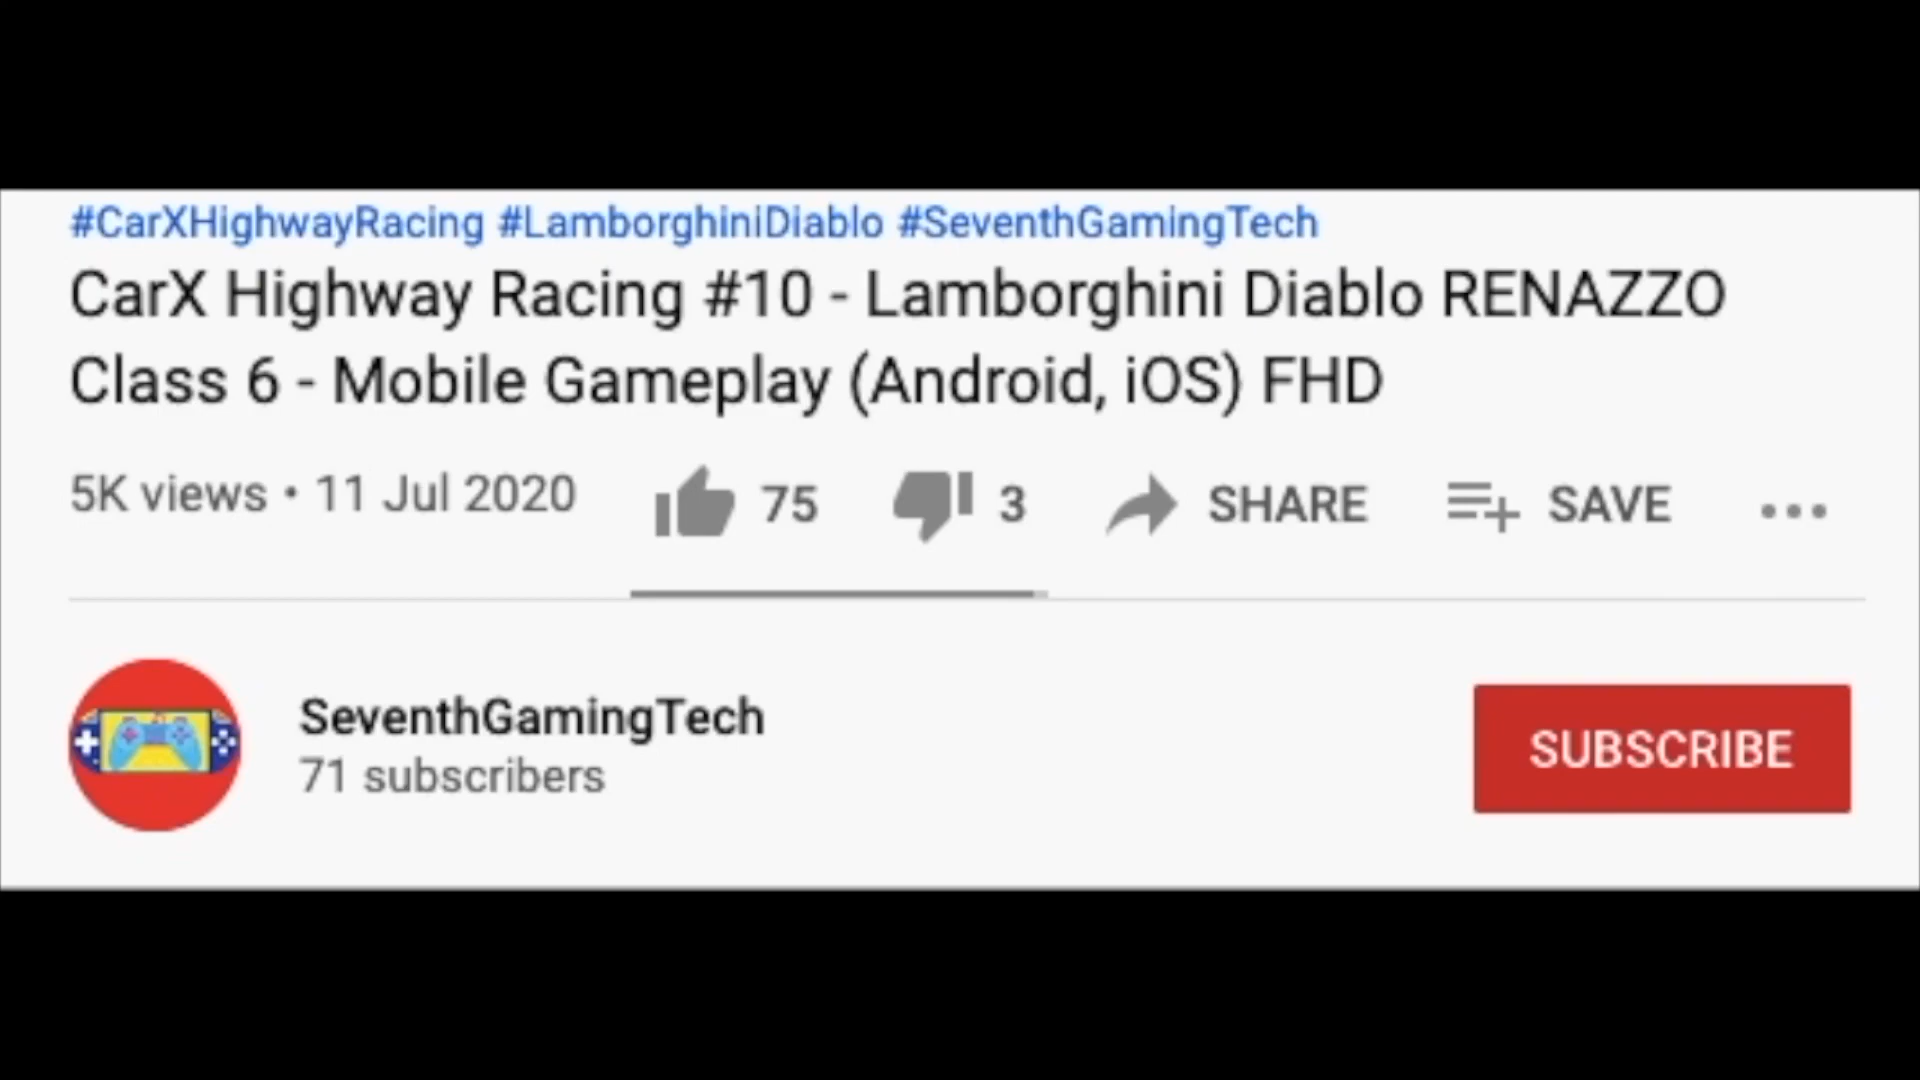 #CarXHighwayRacing #LamborghiniDiablo #SeventhGamingTech
CarX Highway Racing #10 - Lamborghini Diablo RENAZZO
Class 6 - Mobile Gameplay (Android, iOS) FHD
5K views • 11 Jul 2020 75 3 SHARE SAVE
SeventhGamingTech
71 subscribers
SUBSCRIBE